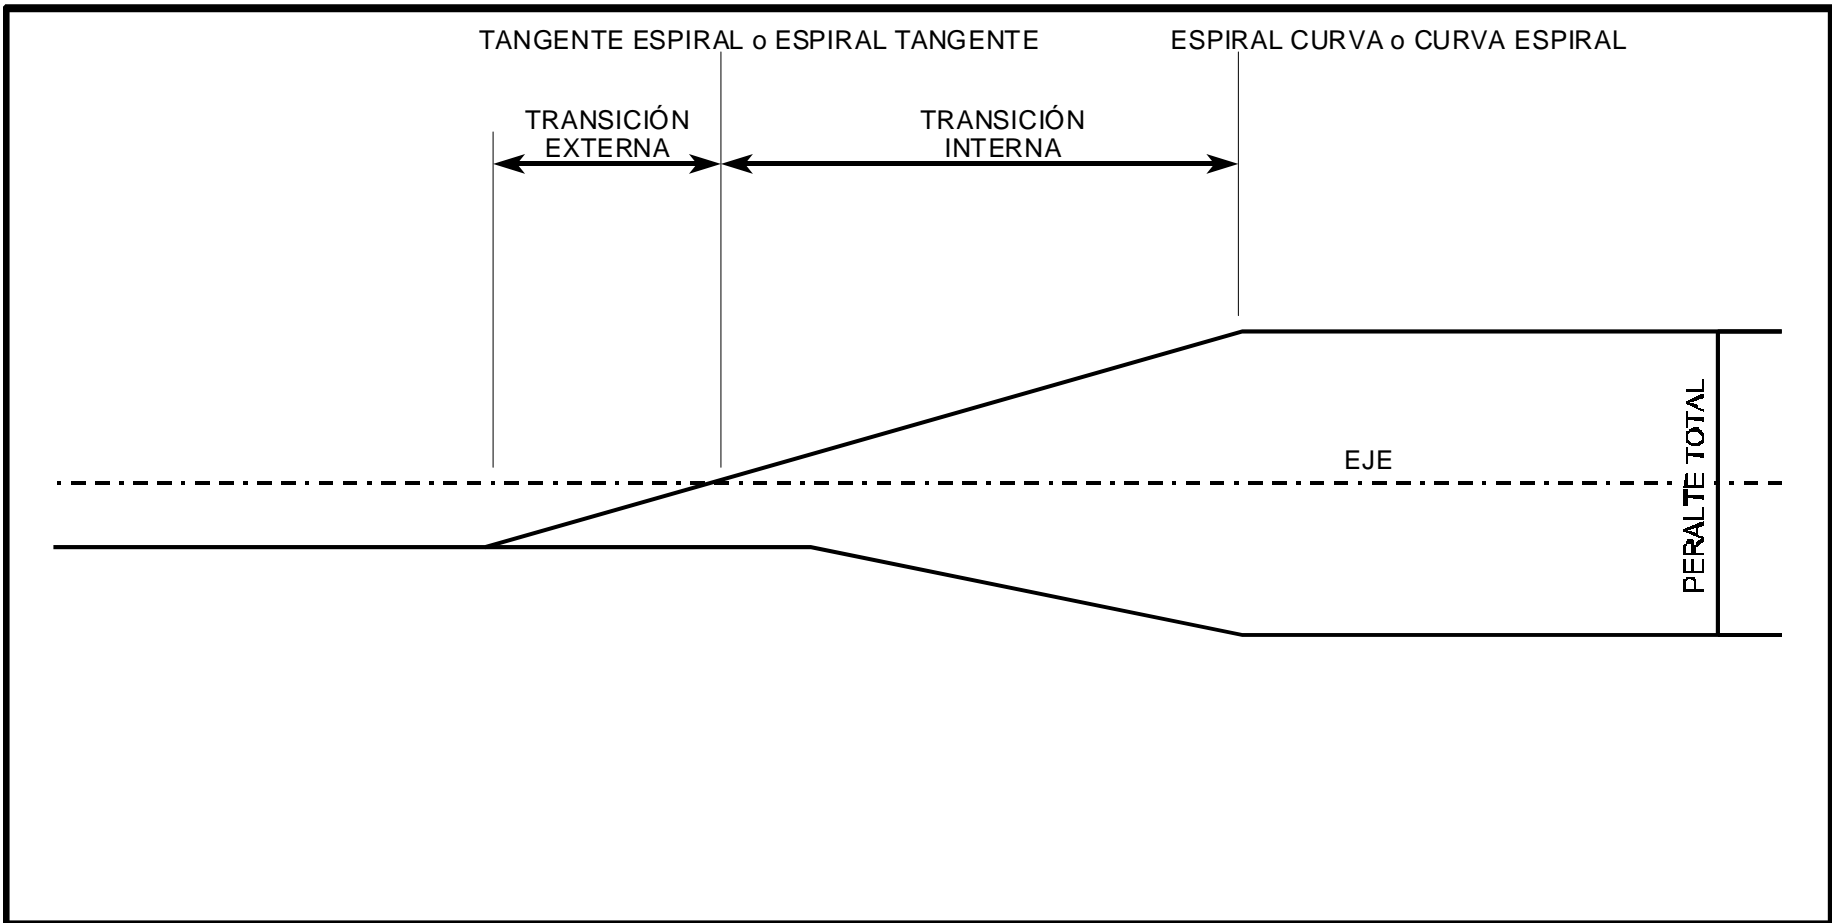 TANGENTE ESPIRAL o ESPIRAL TANGENTE
ESPIRAL CURVA o CURVA ESPIRAL
TRANSICIÓN
EXTERNA
TRANSICIÓN
INTERNA
EJE
PERALTE TOTAL